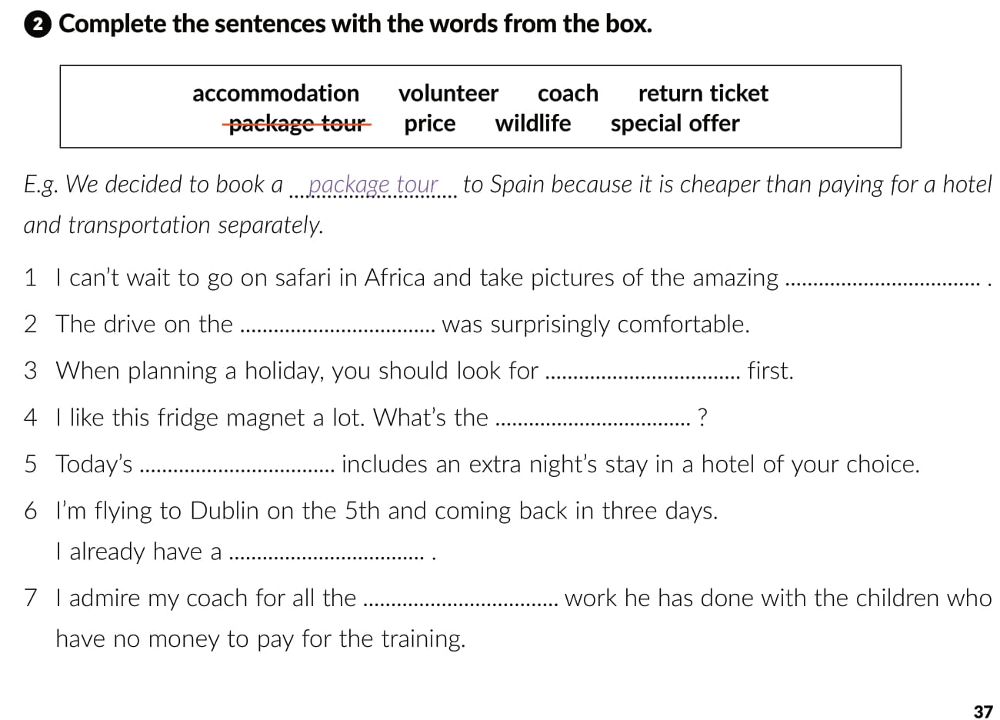 2 Complete the sentences with the words from the box.
accommodation volunteer coach return ticket
package tour price wildlife special offer
E.g. We decided to book a ...package tour... to Spain because it is cheaper than paying for a hotel
and transportation separately.
1 I can't wait to go on safari in Africa and take pictures of the amazing ................................... .
2 The drive on the ................................... was surprisingly comfortable.
3 When planning a holiday, you should look for ................................... first.
4 I like this fridge magnet a lot. What's the ................................... ?
5 Today's ................................... includes an extra night's stay in a hotel of your choice.
6 I'm flying to Dublin on the 5th and coming back in three days.
I already have a ................................... .
7 I admire my coach for all the ................................... work he has done with the children who
have no money to pay for the training.
37